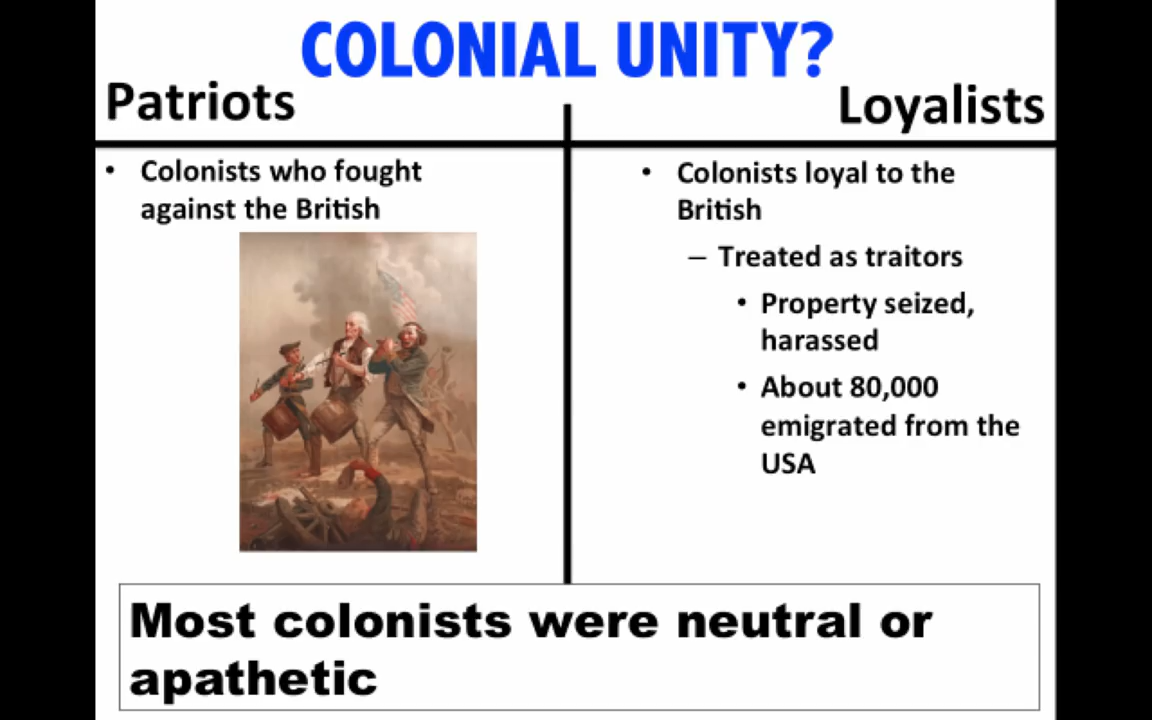 COLONIAL UNITY?
Patriots
Loyalists
• Colonists who fought
against the British
• Colonists loyal to the
British
– Treated as traitors
• Property seized,
harassed
• About 80,000
emigrated from the
USA
Most colonists were neutral or
apathetic